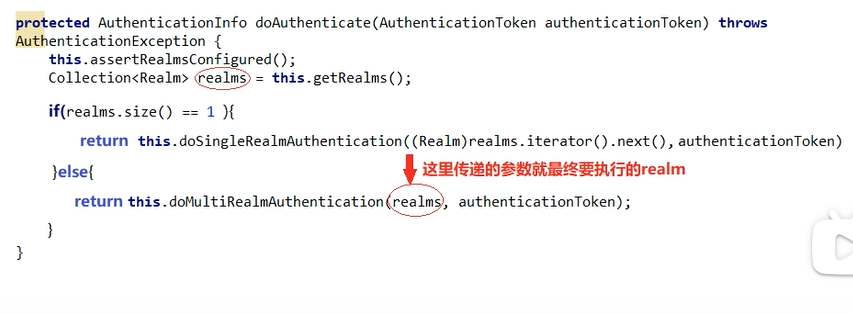 protected AuthenticationInfo doAuthenticate(AuthenticationToken authenticationToken) throws
AuthenticationException {
this.assertRealmsConfigured();
Collection<Realm> realms = this.getRealms();
if(realms.size() == 1 ){
return this.doSingleRealmAuthentication((Realm)realms.iterator().next(),authenticationToken)
}else{
这里传递的参数就最终要执行的realm
return this.doMultiRealmAuthentication(realms, authenticationToken);
}
}